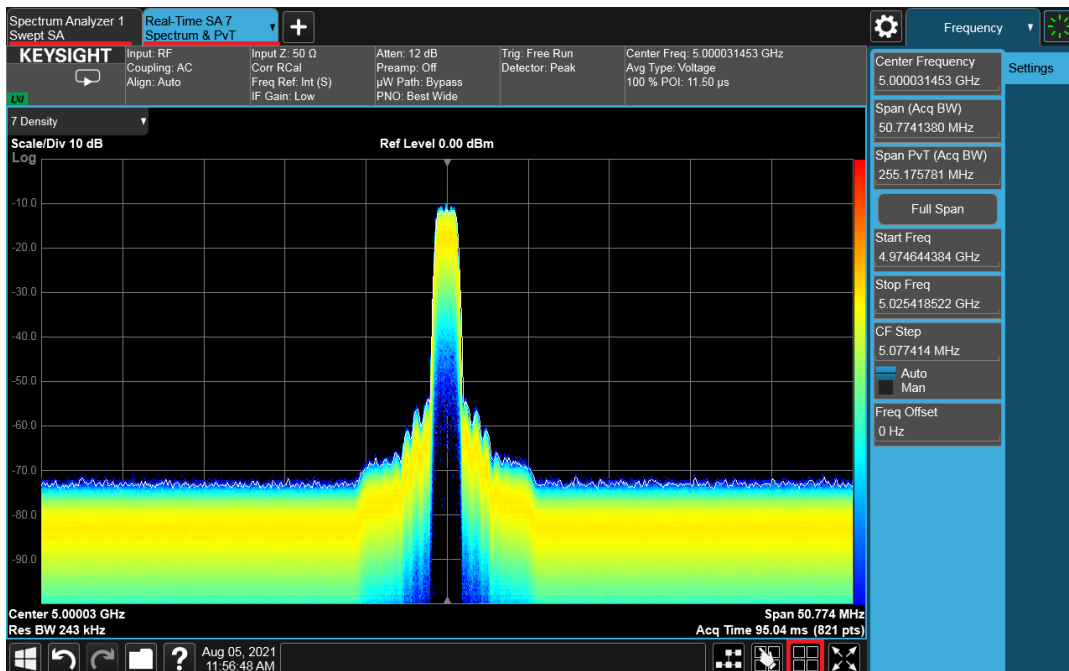 Spectrum Analyzer 1
Swept SA
Real-Time SA 7
Spectrum & PvT
Frequency
KEYSIGHT
LXI
Input: RF
Coupling: AC
Align: Auto
Input Z: 50 Ω
Corr RCal
Freq Ref: Int (S)
IF Gain: Low
Atten: 12 dB
Preamp: Off
µW Path: Bypass
PNO: Best Wide
Trig: Free Run
Detector: Peak
Center Freq: 5.000031453 GHz
Avg Type: Voltage
100 % POI: 11.50 µs
Center Frequency
5.000031453 GHz
Settings
Span (Acq BW)
50.7741380 MHz
Span PvT (Acq BW)
255.175781 MHz
Full Span
Start Freq
4.974644384 GHz
Stop Freq
5.025418522 GHz
CF Step
5.077414 MHz
Auto
Man
Freq Offset
0 Hz
7 Density
Scale/Div 10 dB
Ref Level 0.00 dBm
Log
-10.0
-20.0
-30.0
-40.0
-50.0
-60.0
-70.0
-80.0
-90.0
Center 5.00003 GHz
Span 50.774 MHz
Res BW 243 kHz
Acq Time 95.04 ms (821 pts)
?
Aug 05, 2021
11:56:48 AM